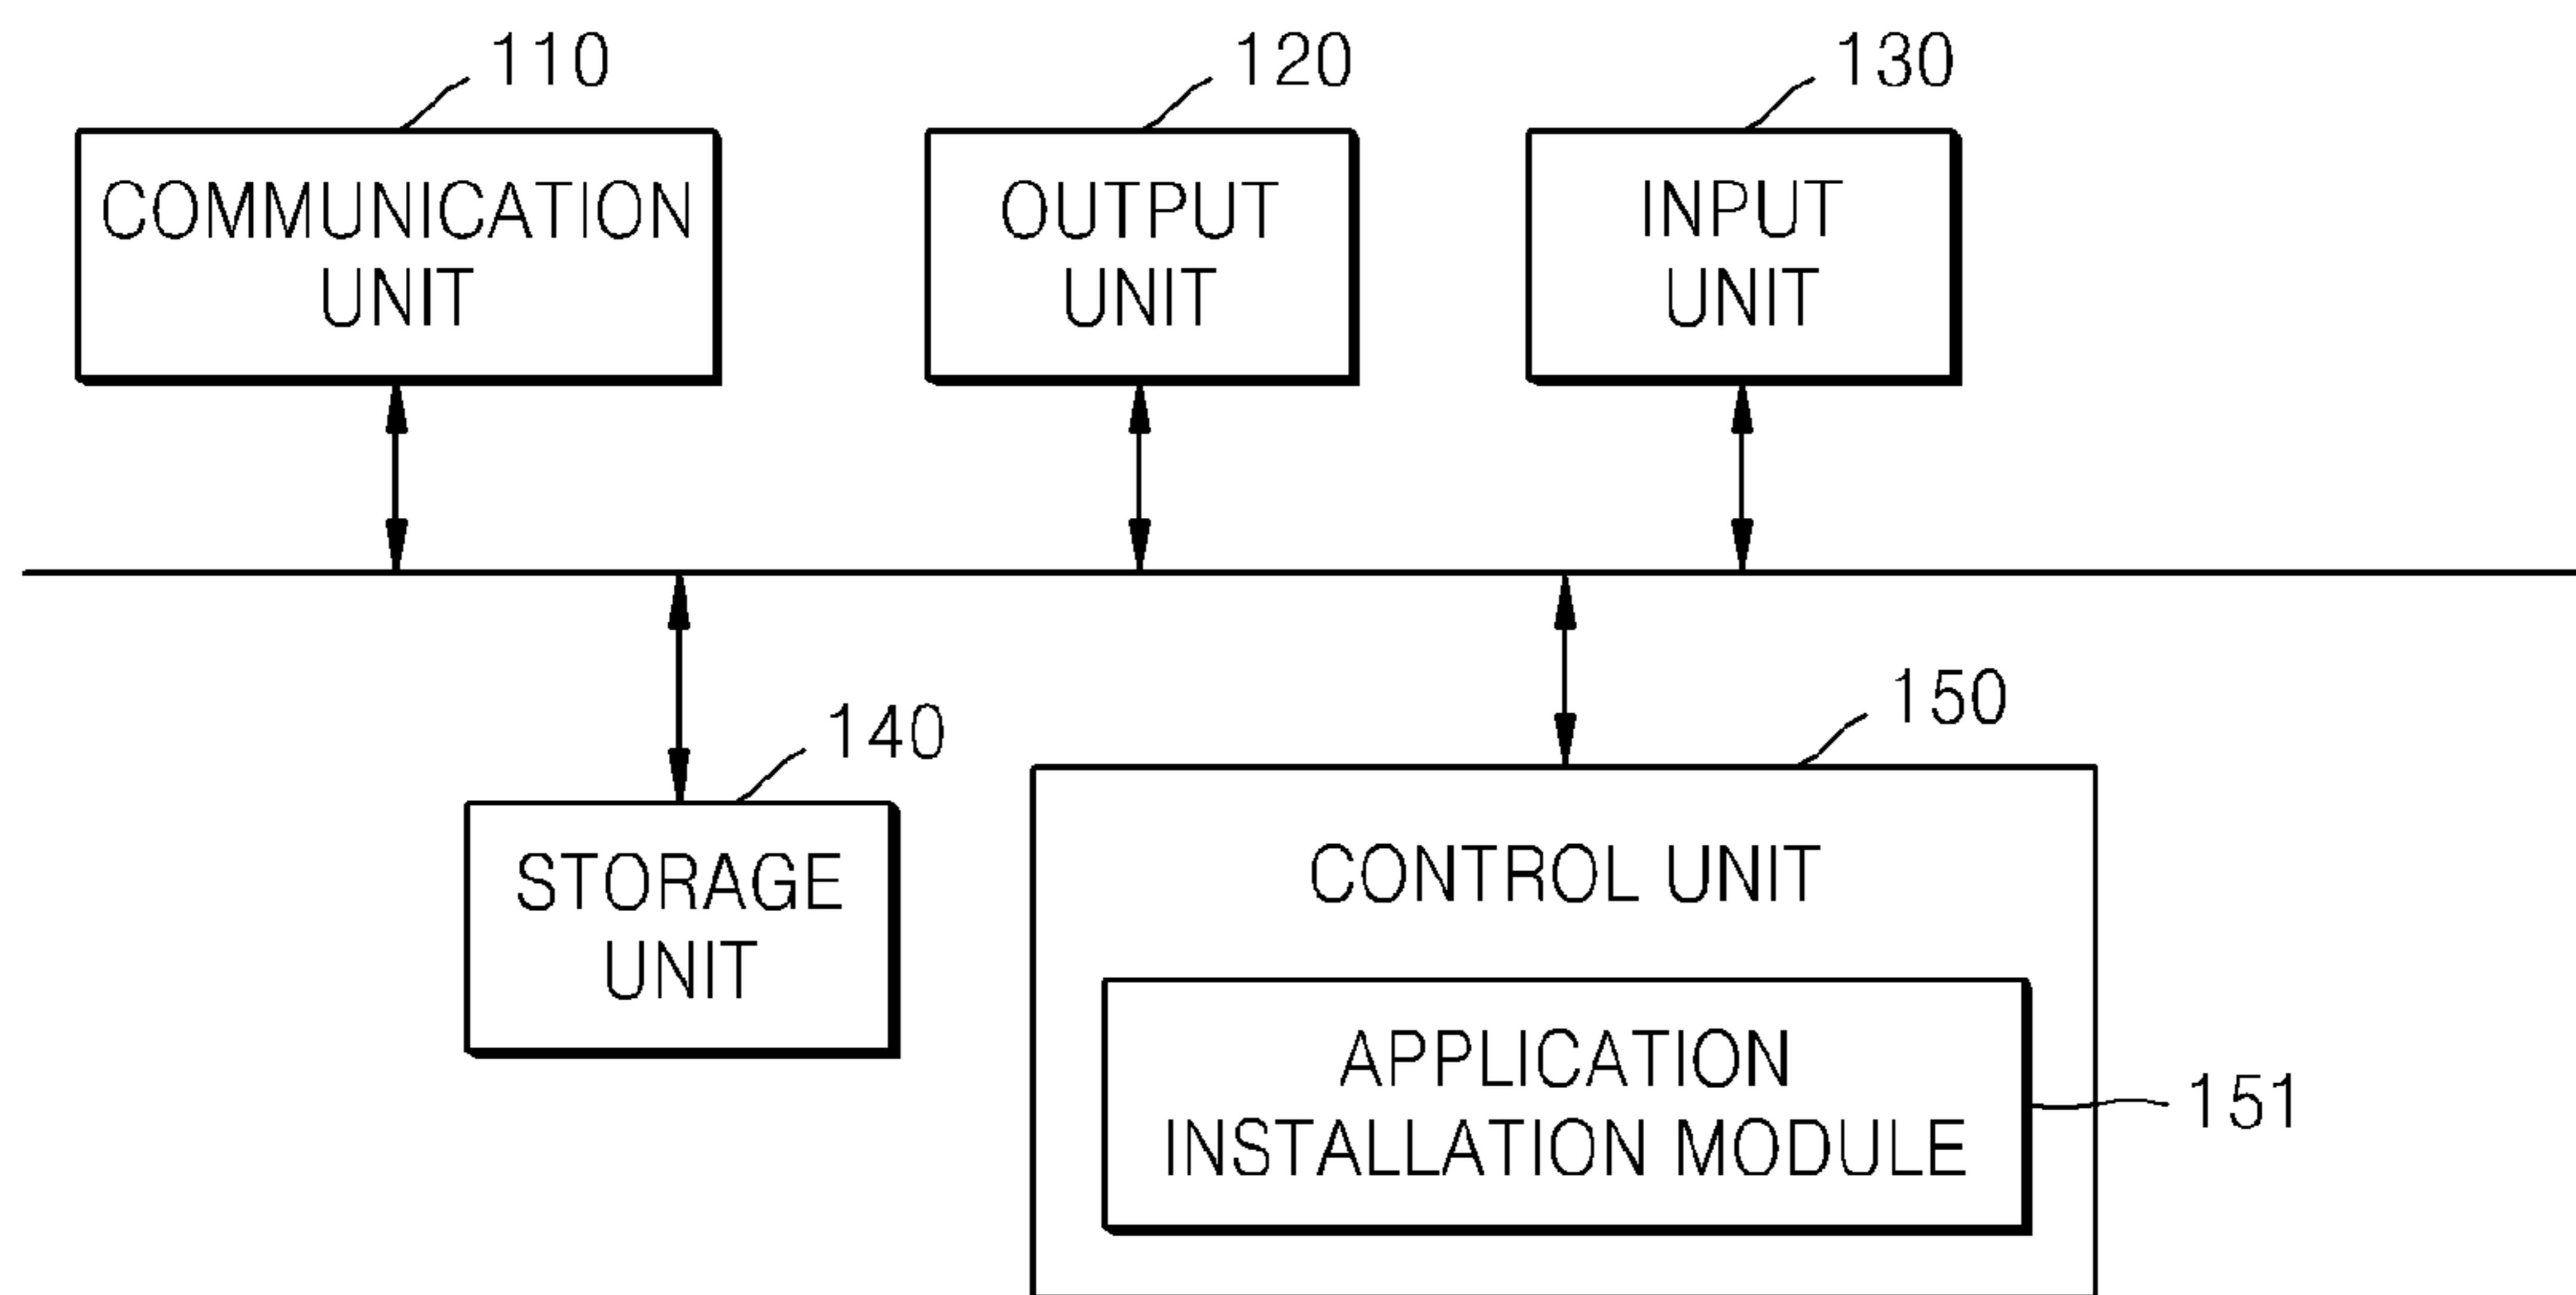 110
120
130
COMMUNICATION
UNIT
OUTPUT
UNIT
INPUT
UNIT
140
150
STORAGE
UNIT
CONTROL UNIT
APPLICATION
INSTALLATION MODULE
151